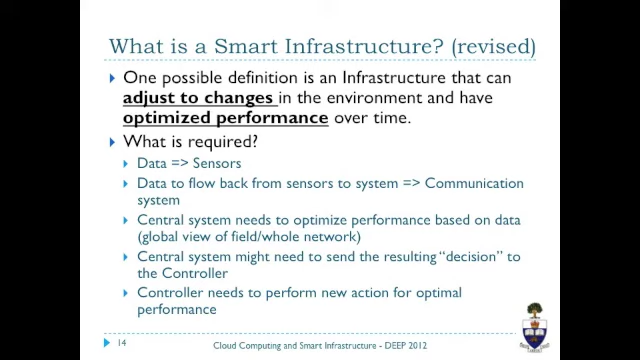 What is a Smart Infrastructure? (revised)
One possible definition is an Infrastructure that can
adjust to changes in the environment and have
optimized performance over time.
What is required?
Data => Sensors
Data to flow back from sensors to system => Communication
system
Central system needs to optimize performance based on data
(global view of field/whole network)
Central system might need to send the resulting “decision” to
the Controller
Controller needs to perform new action for optimal
performance
14
Cloud Computing and Smart Infrastructure - DEEP 2012